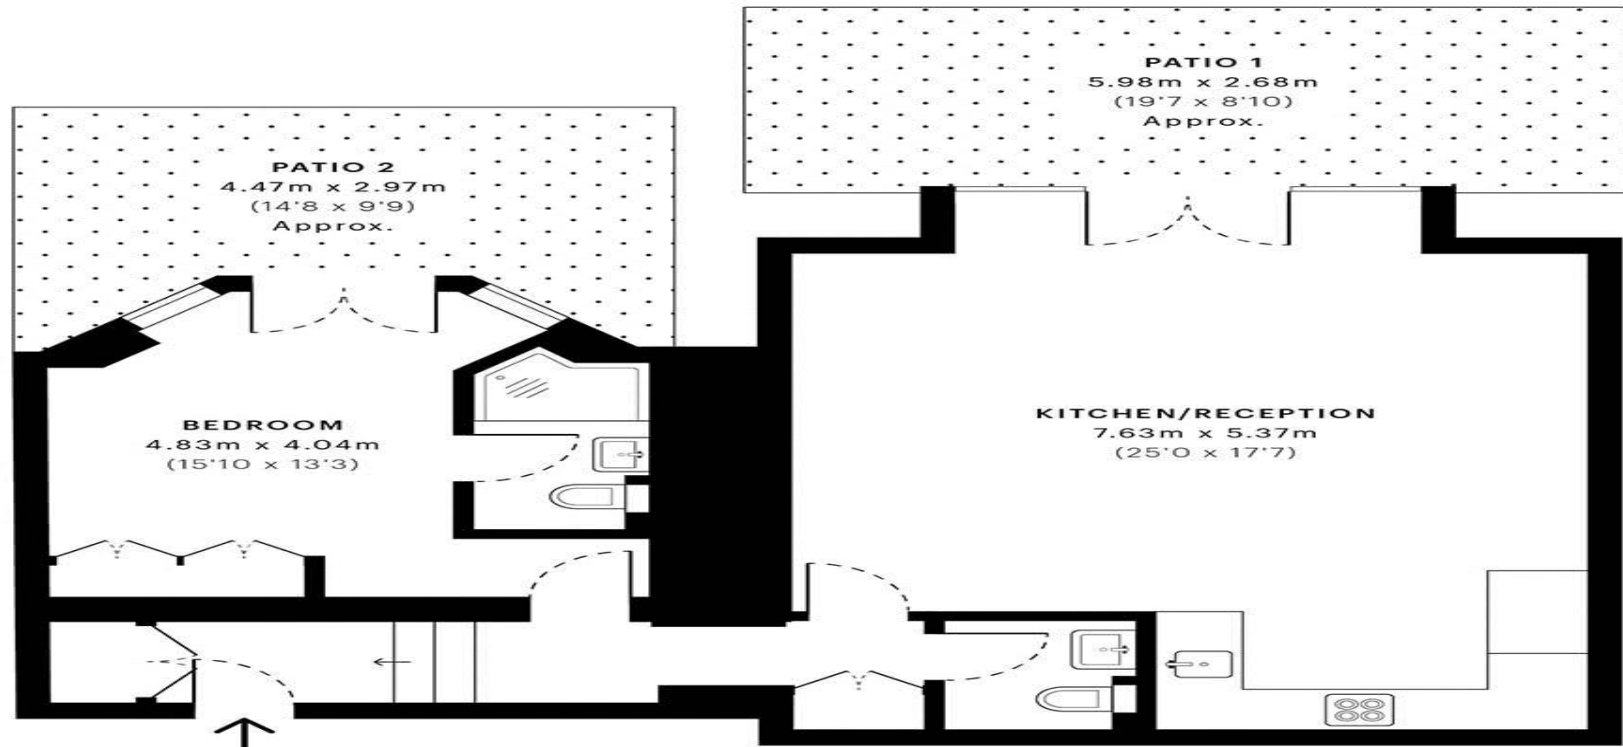 PATIO 1
5.98m x 2.68m
(19'7 x 8'10)
Approx.
PATIO 2
4.47m x 2.97m
(14'8 x 9'9)
Approx.
BEDROOM
4.83m x 4.04m
(15'10 x 13'3)
KITCHEN/RECEPTION
7.63m x 5.37m
(25'0 x 17'7)